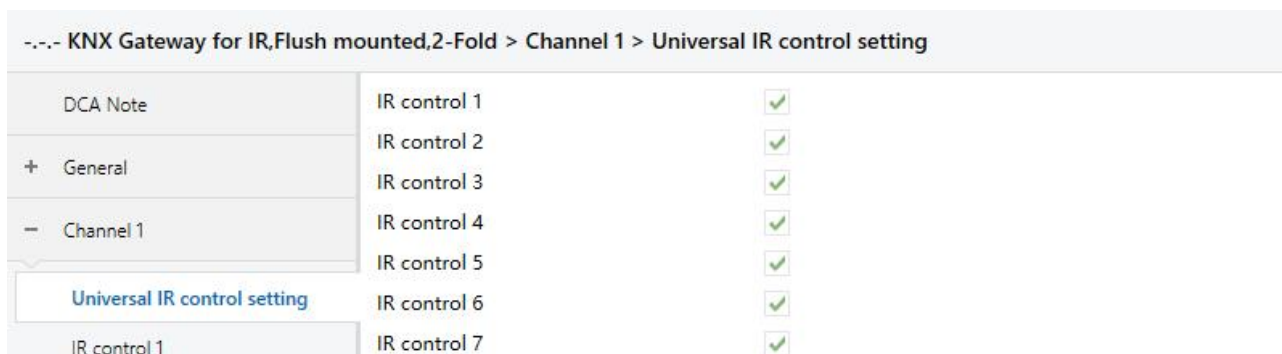 -.-.- KNX Gateway for IR,Flush mounted,2-Fold > Channel 1 > Universal IR control setting
DCA Note
+ General
− Channel 1
Universal IR control setting
IR control 1
IR control 1
IR control 2
IR control 3
IR control 4
IR control 5
IR control 6
IR control 7